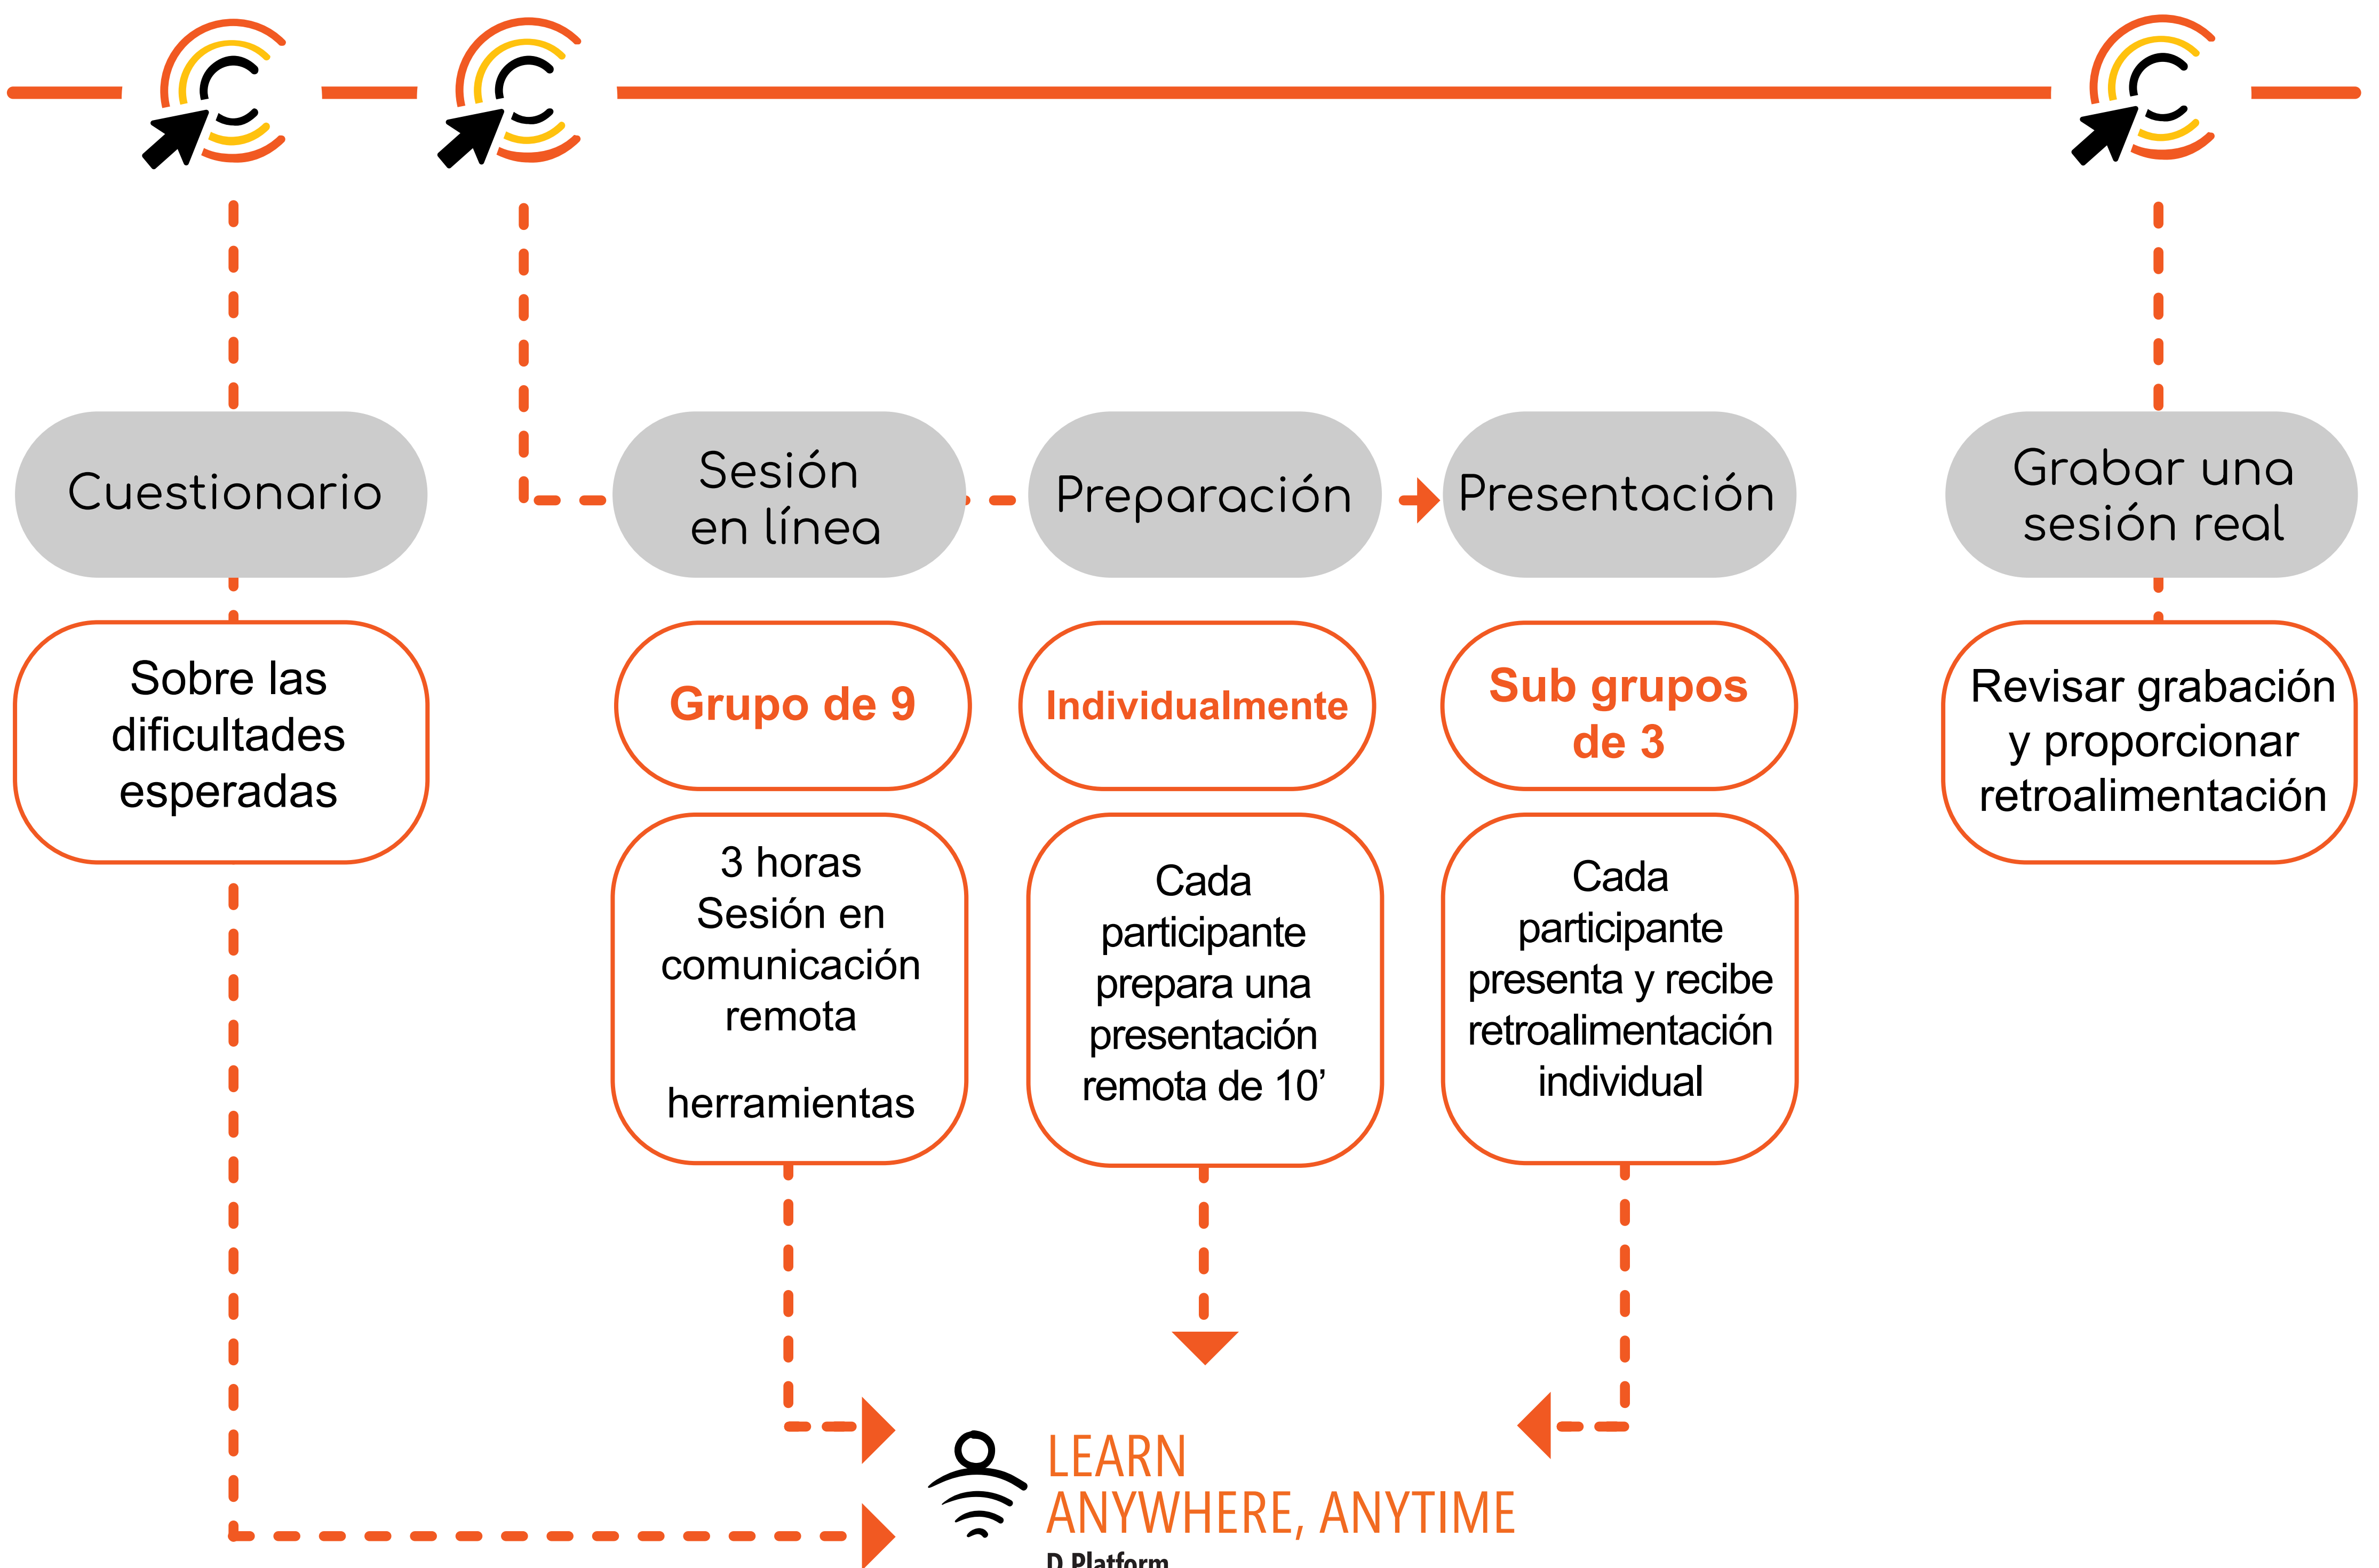 Cuestionario
Sobre las
dificultades
esperadas
Sesión
en línea
Grupo de 9
3 horas
Sesión en
comunicación
remota
herramientas
Preparación
Individualmente
Cada
participante
prepara una
presentación
remota de 10’
Presentación
Sub grupos
de 3
Cada
participante
presenta y recibe
retroalimentación
individual
Grabar una
sesión real
Revisar grabación
y proporcionar
retroalimentación
LEARN
ANYWHERE, ANYTIME
D Platform